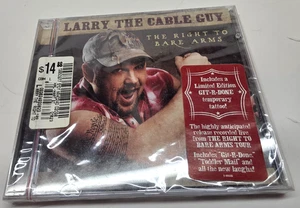 LARRY THE CABLE GUY
THE RIGHT TO
BARE ARMS
$14
Includes a
Limited Edition
GIT-R-DONE
temporary
tattoo!
The highly anticipated
release recorded live
from THE RIGHT TO
BARE ARMS TOUR.
Includes "Git-R-Done,"
"Toddler Mail" and
all the new laughs!